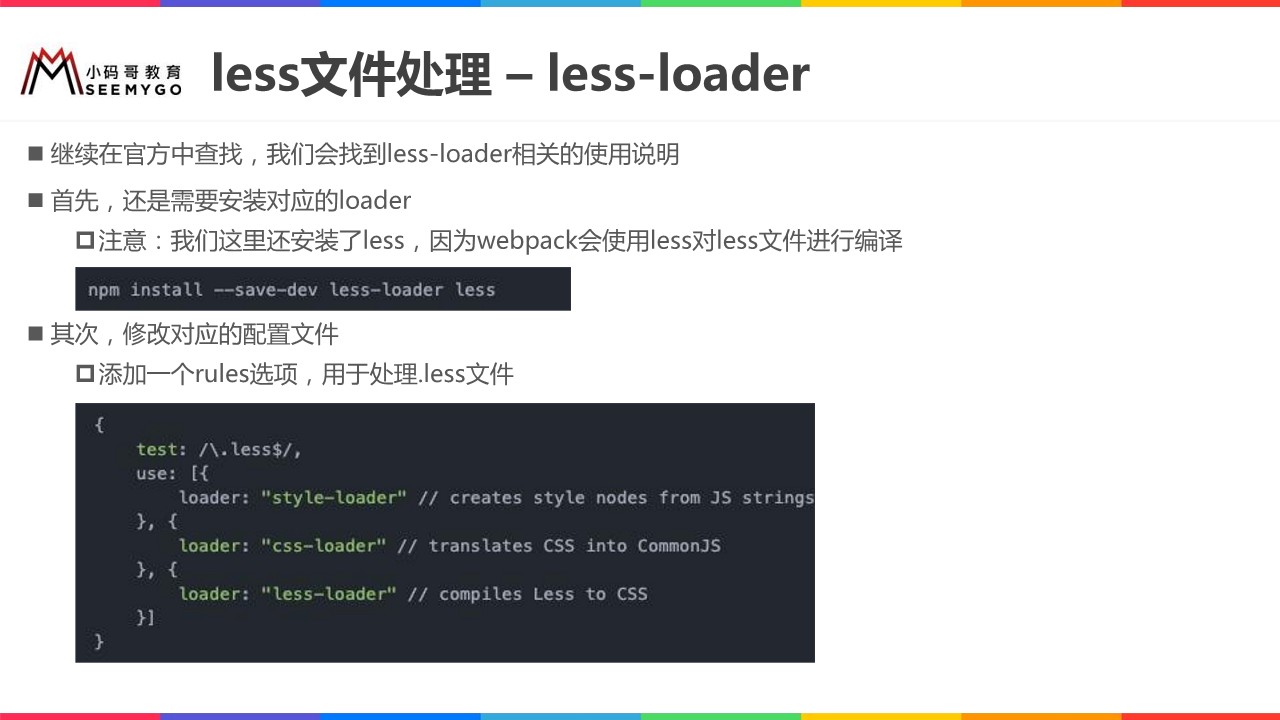 小码哥教育
SEEMYGO
less文件处理 – less-loader
继续在官方中查找，我们会找到less-loader相关的使用说明
首先，还是需要安装对应的loader
注意：我们这里还安装了less，因为webpack会使用less对less文件进行编译
npm install --save-dev less-loader less
其次，修改对应的配置文件
添加一个rules选项，用于处理.less文件
{
    test: /\.less$/,
    use: [{
        loader: "style-loader" // creates style nodes from JS strings
    }, {
        loader: "css-loader" // translates CSS into CommonJS
    }, {
        loader: "less-loader" // compiles Less to CSS
    }]
}